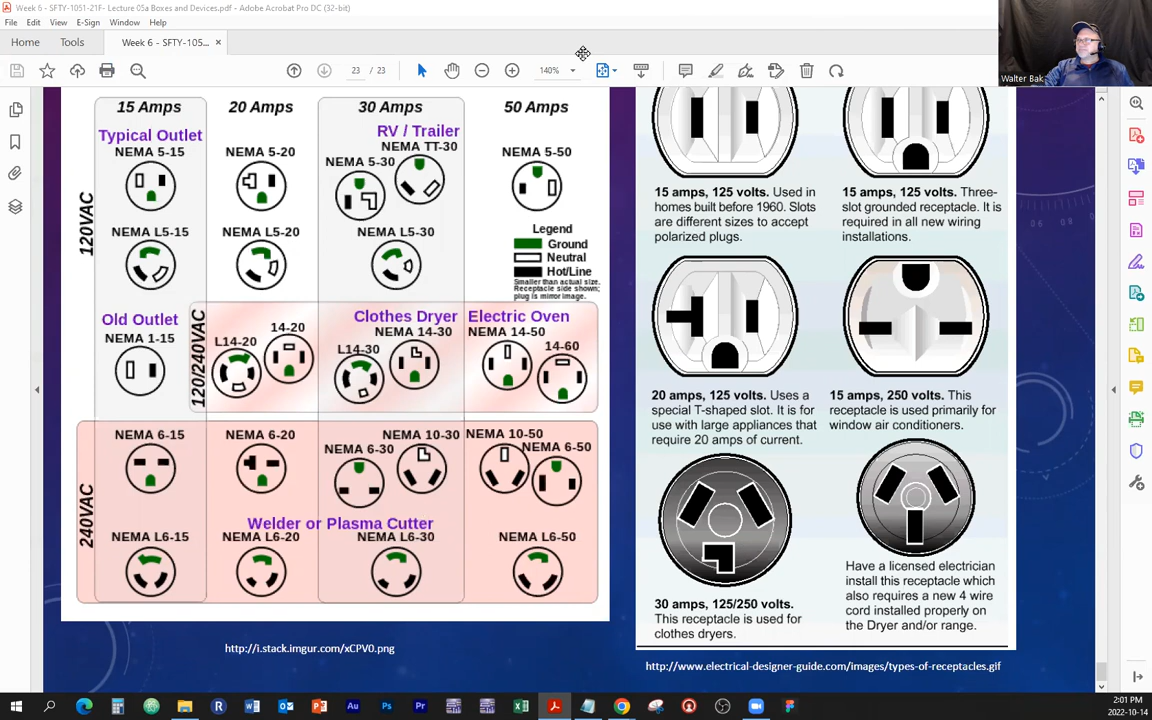 Week 6 - SFTY-1051-21F- Lecture 05a Boxes and Devices.pdf - Adobe Acrobat Pro DC (32-bit)
File Edit View E-Sign Window Help
Home Tools Week 6 - SFTY-105... ×
23 / 23 140%
Walter Bak
15 Amps 20 Amps 30 Amps 50 Amps
Typical Outlet RV / Trailer
NEMA 5-15 NEMA 5-20 NEMA 5-30 NEMA TT-30 NEMA 5-50
120VAC
NEMA L5-15 NEMA L5-20 NEMA L5-30
Legend
Ground
Neutral
Hot/Line
Smaller than actual size.
Receptacle side shown;
plug is mirror image.
Old Outlet Clothes Dryer Electric Oven
NEMA 1-15 120/240VAC L14-20 14-20 L14-30 NEMA 14-30 NEMA 14-50 14-60
240VAC
NEMA 6-15 NEMA 6-20 NEMA 6-30 NEMA 10-30 NEMA 10-50 NEMA 6-50
Welder or Plasma Cutter
NEMA L6-15 NEMA L6-20 NEMA L6-30 NEMA L6-50
http://i.stack.imgur.com/xCPV0.png
15 amps, 125 volts. Used in
homes built before 1960. Slots
are different sizes to accept
polarized plugs.
15 amps, 125 volts. Three-
slot grounded receptacle. It is
required in all new wiring
installations.
20 amps, 125 volts. Uses a
special T-shaped slot. It is for
use with large appliances that
require 20 amps of current.
15 amps, 250 volts. This
receptacle is used primarily for
window air conditioners.
30 amps, 125/250 volts.
This receptacle is used for
clothes dryers.
Have a licensed electrician
install this receptacle which
also requires a new 4 wire
cord installed properly on
the Dryer and/or range.
http://www.electrical-designer-guide.com/images/types-of-receptacles.gif
2:01 PM
2022-10-14